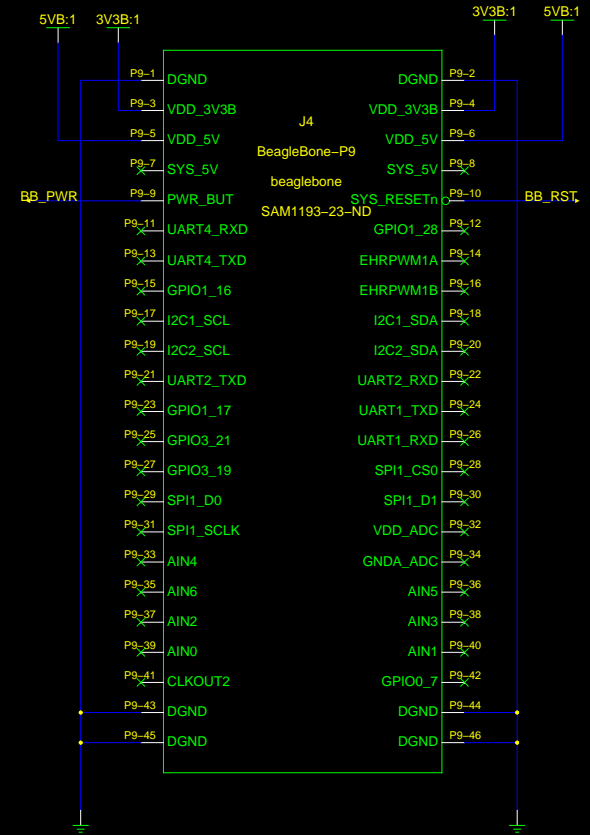 5VB:1 3V3B:1 3V3B:1 5VB:1
P9-1 DGND DGND P9-2
P9-3 VDD_3V3B VDD_3V3B P9-4
J4
P9-5 VDD_5V VDD_5V P9-6
BeagleBone-P9
P9-7 SYS_5V SYS_5V P9-8
beaglebone
BB_PWR P9-9 PWR_BUT SYS_RESETn P9-10 BB_RST
SAM1193-23-ND
P9-11 UART4_RXD GPIO1_28 P9-12
P9-13 UART4_TXD EHRPWM1A P9-14
P9-15 GPIO1_16 EHRPWM1B P9-16
P9-17 I2C1_SCL I2C1_SDA P9-18
P9-19 I2C2_SCL I2C2_SDA P9-20
P9-21 UART2_TXD UART2_RXD P9-22
P9-23 GPIO1_17 UART1_TXD P9-24
P9-25 GPIO3_21 UART1_RXD P9-26
P9-27 GPIO3_19 SPI1_CS0 P9-28
P9-29 SPI1_D0 SPI1_D1 P9-30
P9-31 SPI1_SCLK VDD_ADC P9-32
P9-33 AIN4 GNDA_ADC P9-34
P9-35 AIN6 AIN5 P9-36
P9-37 AIN2 AIN3 P9-38
P9-39 AIN0 AIN1 P9-40
P9-41 CLKOUT2 GPIO0_7 P9-42
P9-43 DGND DGND P9-44
P9-45 DGND DGND P9-46